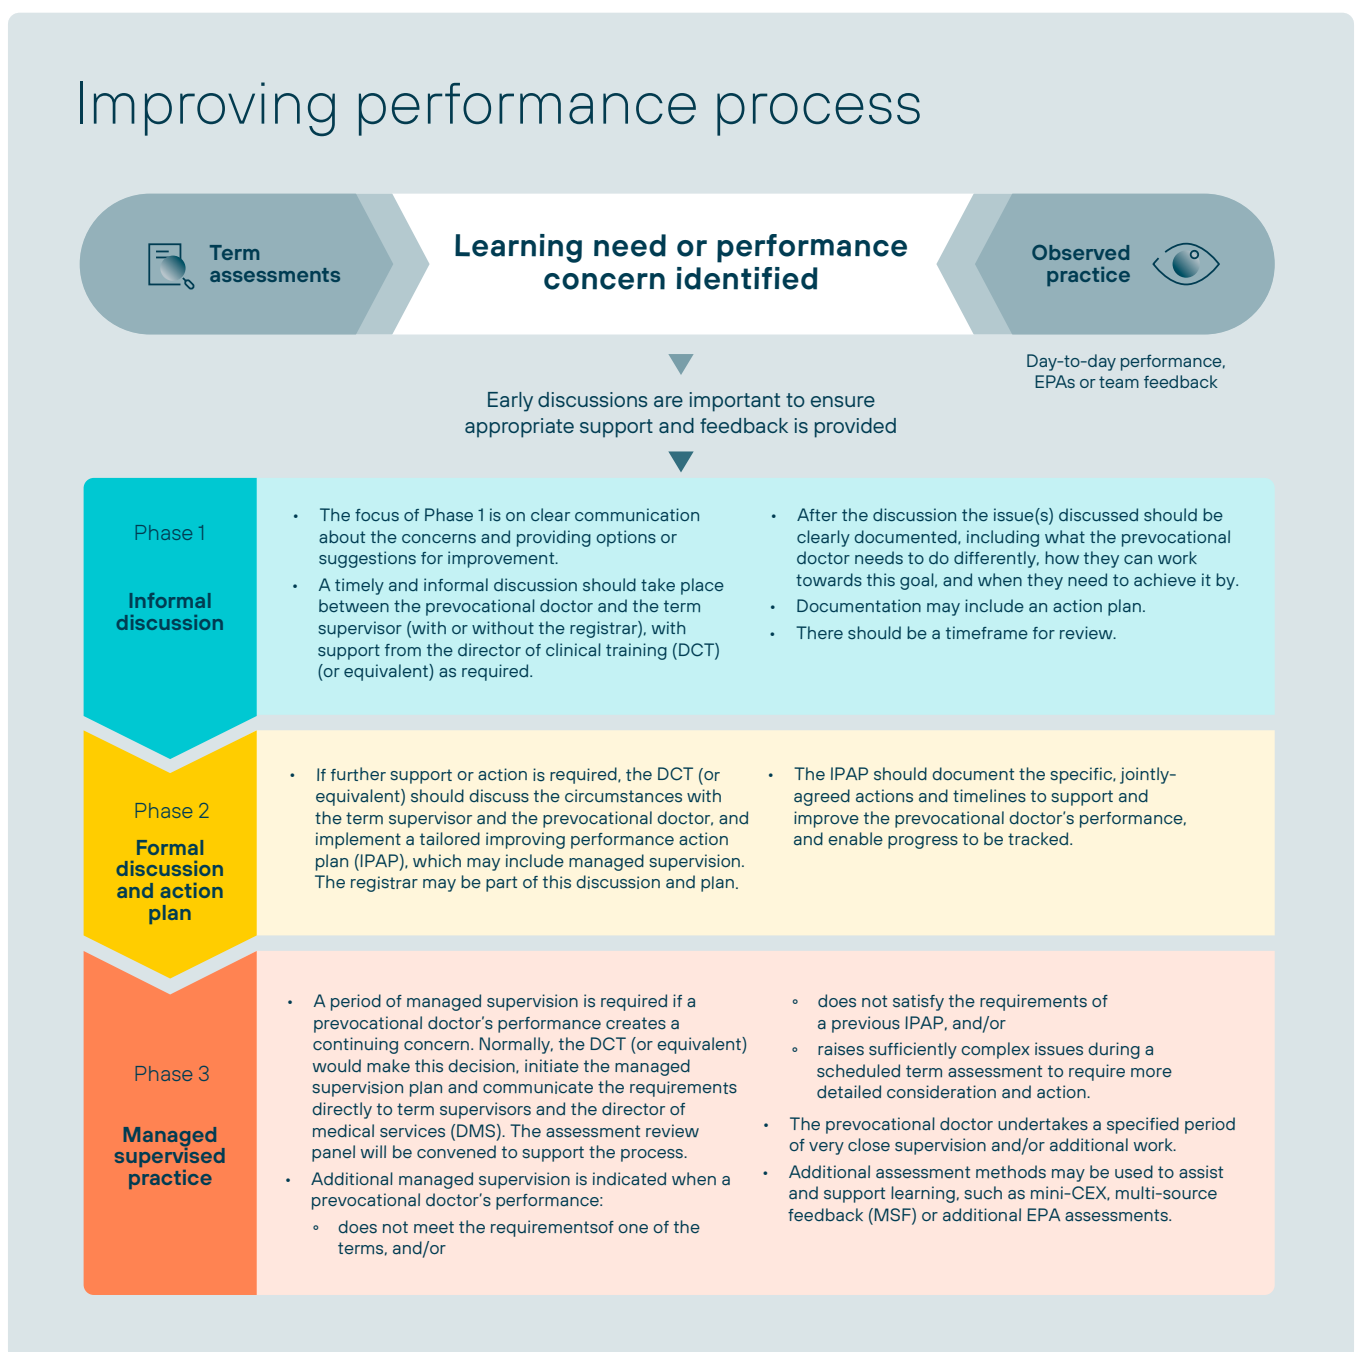 Improving performance process
Term
assessments
Learning need or performance
concern identified
Observed
practice
Day-to-day performance,
EPAs or team feedback
Early discussions are important to ensure
appropriate support and feedback is provided
Phase 1
Informal
discussion
• The focus of Phase 1 is on clear communication
about the concerns and providing options or
suggestions for improvement.
• A timely and informal discussion should take place
between the prevocational doctor and the term
supervisor (with or without the registrar), with
support from the director of clinical training (DCT)
(or equivalent) as required.
• After the discussion the issue(s) discussed should be
clearly documented, including what the prevocational
doctor needs to do differently, how they can work
towards this goal, and when they need to achieve it by.
• Documentation may include an action plan.
• There should be a timeframe for review.
Phase 2
Formal
discussion
and action
plan
• If further support or action is required, the DCT (or
equivalent) should discuss the circumstances with
the term supervisor and the prevocational doctor, and
implement a tailored improving performance action
plan (IPAP), which may include managed supervision.
The registrar may be part of this discussion and plan.
• The IPAP should document the specific, jointly-
agreed actions and timelines to support and
improve the prevocational doctor's performance,
and enable progress to be tracked.
Phase 3
Managed
supervised
practice
• A period of managed supervision is required if a
prevocational doctor's performance creates a
continuing concern. Normally, the DCT (or equivalent)
would make this decision, initiate the managed
supervision plan and communicate the requirements
directly to term supervisors and the director of
medical services (DMS). The assessment review
panel will be convened to support the process.
• Additional managed supervision is indicated when a
prevocational doctor's performance:
° does not meet the requirementsof one of the
terms, and/or
° does not satisfy the requirements of
a previous IPAP, and/or
° raises sufficiently complex issues during a
scheduled term assessment to require more
detailed consideration and action.
• The prevocational doctor undertakes a specified period
of very close supervision and/or additional work.
• Additional assessment methods may be used to assist
and support learning, such as mini-CEX, multi-source
feedback (MSF) or additional EPA assessments.